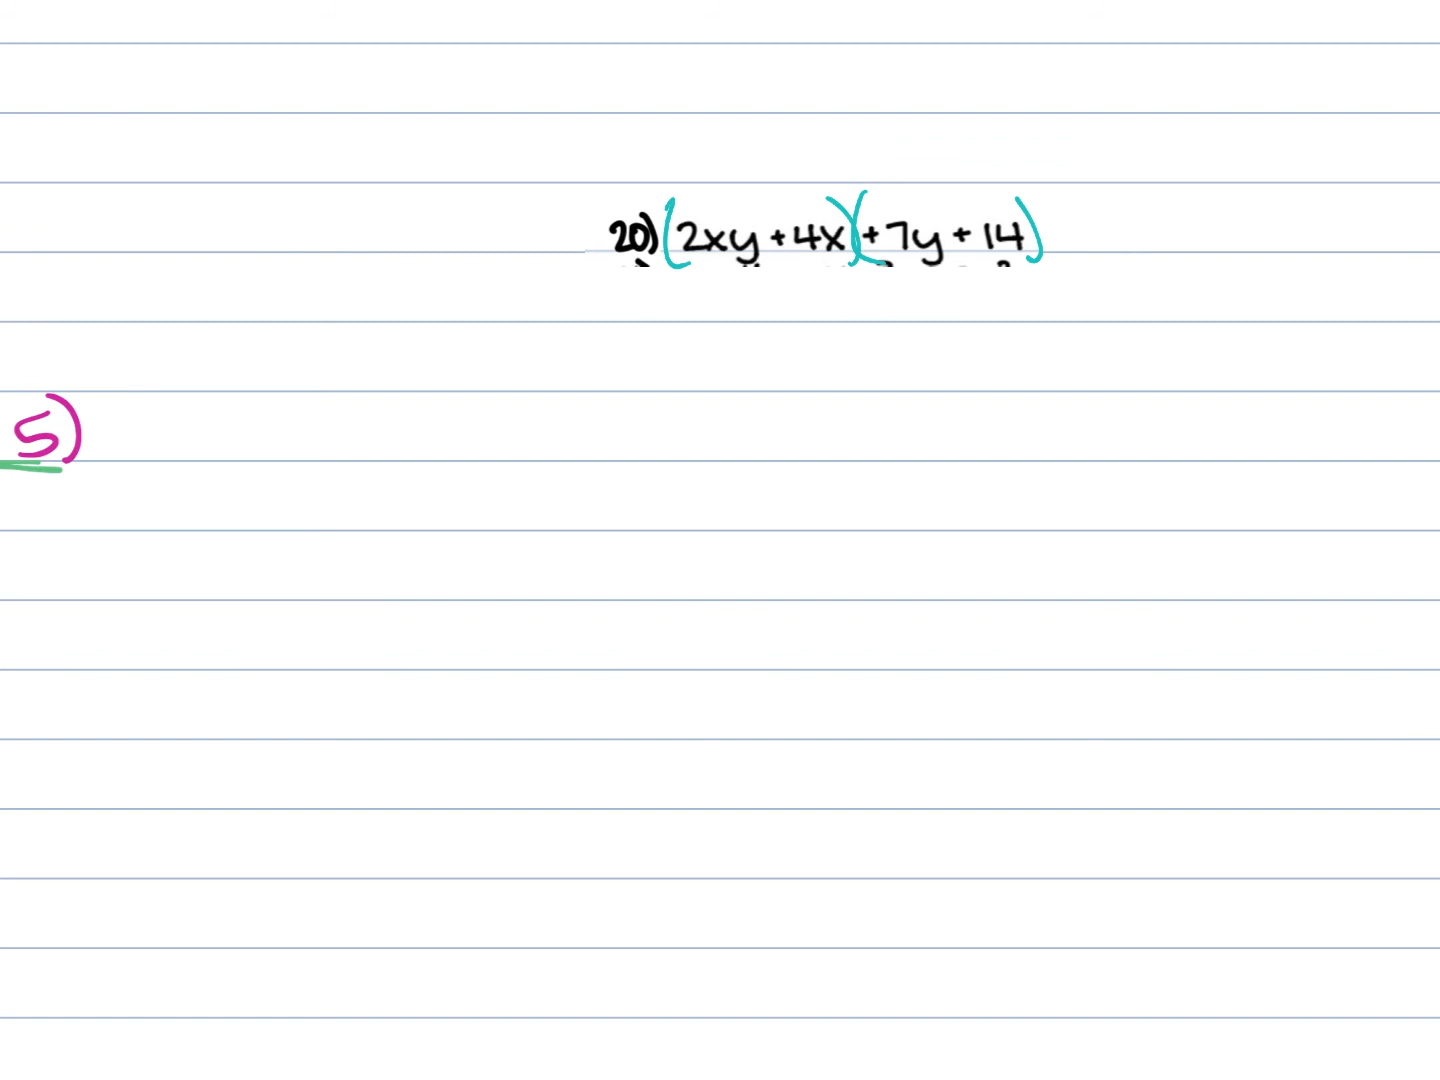 20) (2xy + 4x)(+ 7y + 14)
5)